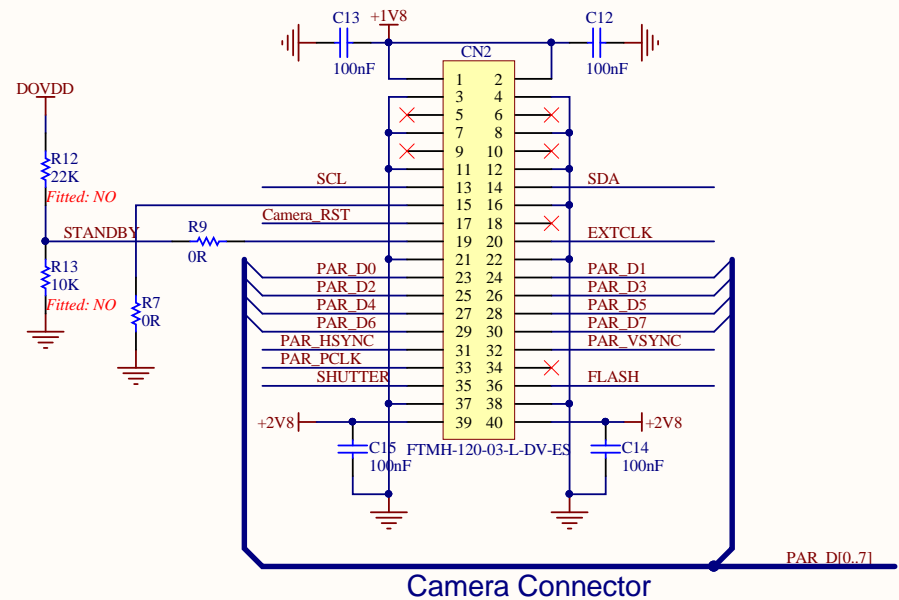 C13 +1V8 C12
100nF CN2 100nF
DOVDD
1 2
3 4
5 6
7 8
9 10
11 12
R12
22K
Fitted: NO
SCL 13 14 SDA
15 16
Camera_RST 17 18
STANDBY R9 19 20 EXTCLK
0R
21 22
R13
10K
Fitted: NO
R7
0R
PAR_D0 23 24 PAR_D1
PAR_D2 25 26 PAR_D3
PAR_D4 27 28 PAR_D5
PAR_D6 29 30 PAR_D7
PAR_HSYNC 31 32 PAR_VSYNC
PAR_PCLK 33 34
SHUTTER 35 36 FLASH
37 38
+2V8 39 40 +2V8
C15 FTMH-120-03-L-DV-ES C14
100nF 100nF
PAR_D[0..7]
Camera Connector